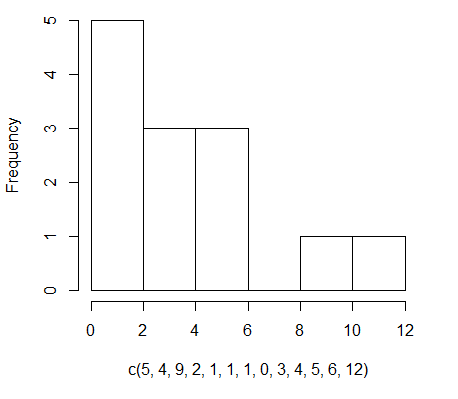 5
4
3
2
1
0
Frequency
0 2 4 6 8 10 12
c(5, 4, 9, 2, 1, 1, 1, 0, 3, 4, 5, 6, 12)